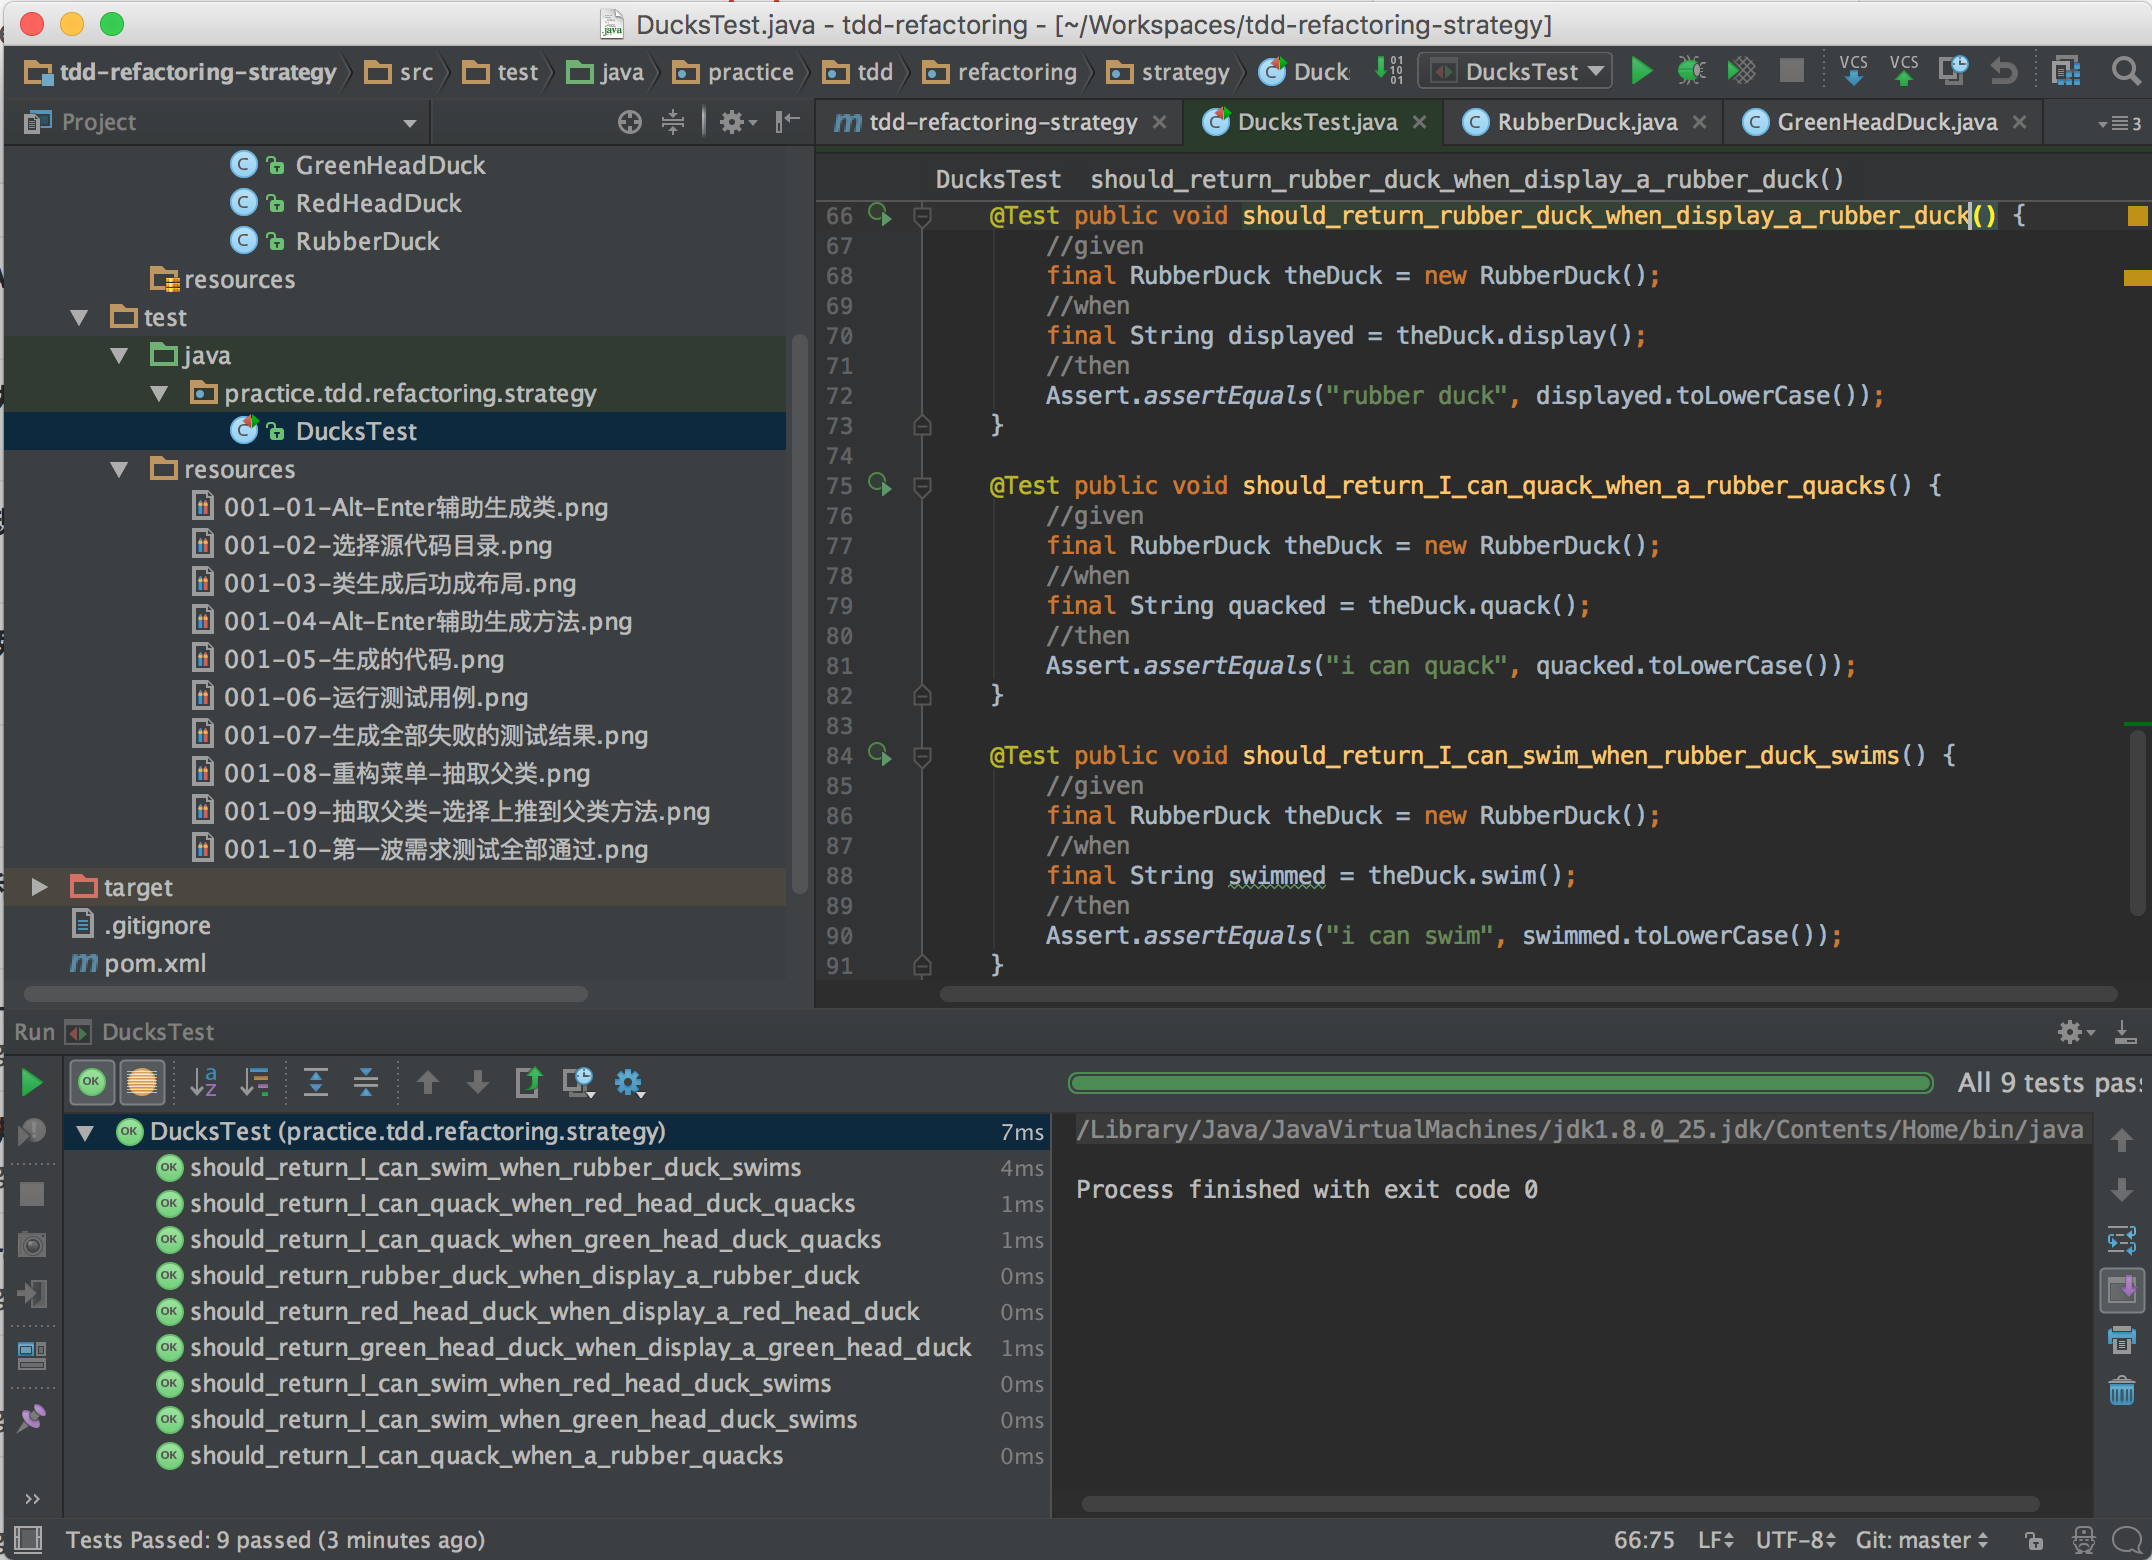 DucksTest.java - tdd-refactoring - [~/Workspaces/tdd-refactoring-strategy]
tdd-refactoring-strategy src test java practice tdd refactoring strategy Duck DucksTest VCS VCS
Project
tdd-refactoring-strategy DucksTest.java RubberDuck.java GreenHeadDuck.java 3
GreenHeadDuck
RedHeadDuck
RubberDuck
resources
test
java
practice.tdd.refactoring.strategy
DucksTest
resources
001-01-Alt-Enter辅助生成类.png
001-02-选择源代码目录.png
001-03-类生成后功成布局.png
001-04-Alt-Enter辅助生成方法.png
001-05-生成的代码.png
001-06-运行测试用例.png
001-07-生成全部失败的测试结果.png
001-08-重构菜单-抽取父类.png
001-09-抽取父类-选择上推到父类方法.png
001-10-第一波需求测试全部通过.png
target
.gitignore
pom.xml
DucksTest should_return_rubber_duck_when_display_a_rubber_duck()
66 @Test public void should_return_rubber_duck_when_display_a_rubber_duck() {
67 //given
68 final RubberDuck theDuck = new RubberDuck();
69 //when
70 final String displayed = theDuck.display();
71 //then
72 Assert.assertEquals("rubber duck", displayed.toLowerCase());
73 }
74
75 @Test public void should_return_I_can_quack_when_a_rubber_quacks() {
76 //given
77 final RubberDuck theDuck = new RubberDuck();
78 //when
79 final String quacked = theDuck.quack();
80 //then
81 Assert.assertEquals("i can quack", quacked.toLowerCase());
82 }
83
84 @Test public void should_return_I_can_swim_when_rubber_duck_swims() {
85 //given
86 final RubberDuck theDuck = new RubberDuck();
87 //when
88 final String swimmed = theDuck.swim();
89 //then
90 Assert.assertEquals("i can swim", swimmed.toLowerCase());
91 }
Run DucksTest
All 9 tests pas
DucksTest (practice.tdd.refactoring.strategy) 7ms
should_return_I_can_swim_when_rubber_duck_swims 4ms
should_return_I_can_quack_when_red_head_duck_quacks 1ms
should_return_I_can_quack_when_green_head_duck_quacks 1ms
should_return_rubber_duck_when_display_a_rubber_duck 0ms
should_return_red_head_duck_when_display_a_red_head_duck 0ms
should_return_green_head_duck_when_display_a_green_head_duck 1ms
should_return_I_can_swim_when_red_head_duck_swims 0ms
should_return_I_can_swim_when_green_head_duck_swims 0ms
should_return_I_can_quack_when_a_rubber_quacks 0ms
/Library/Java/JavaVirtualMachines/jdk1.8.0_25.jdk/Contents/Home/bin/java
Process finished with exit code 0
Tests Passed: 9 passed (3 minutes ago) 66:75 LF UTF-8 Git: master